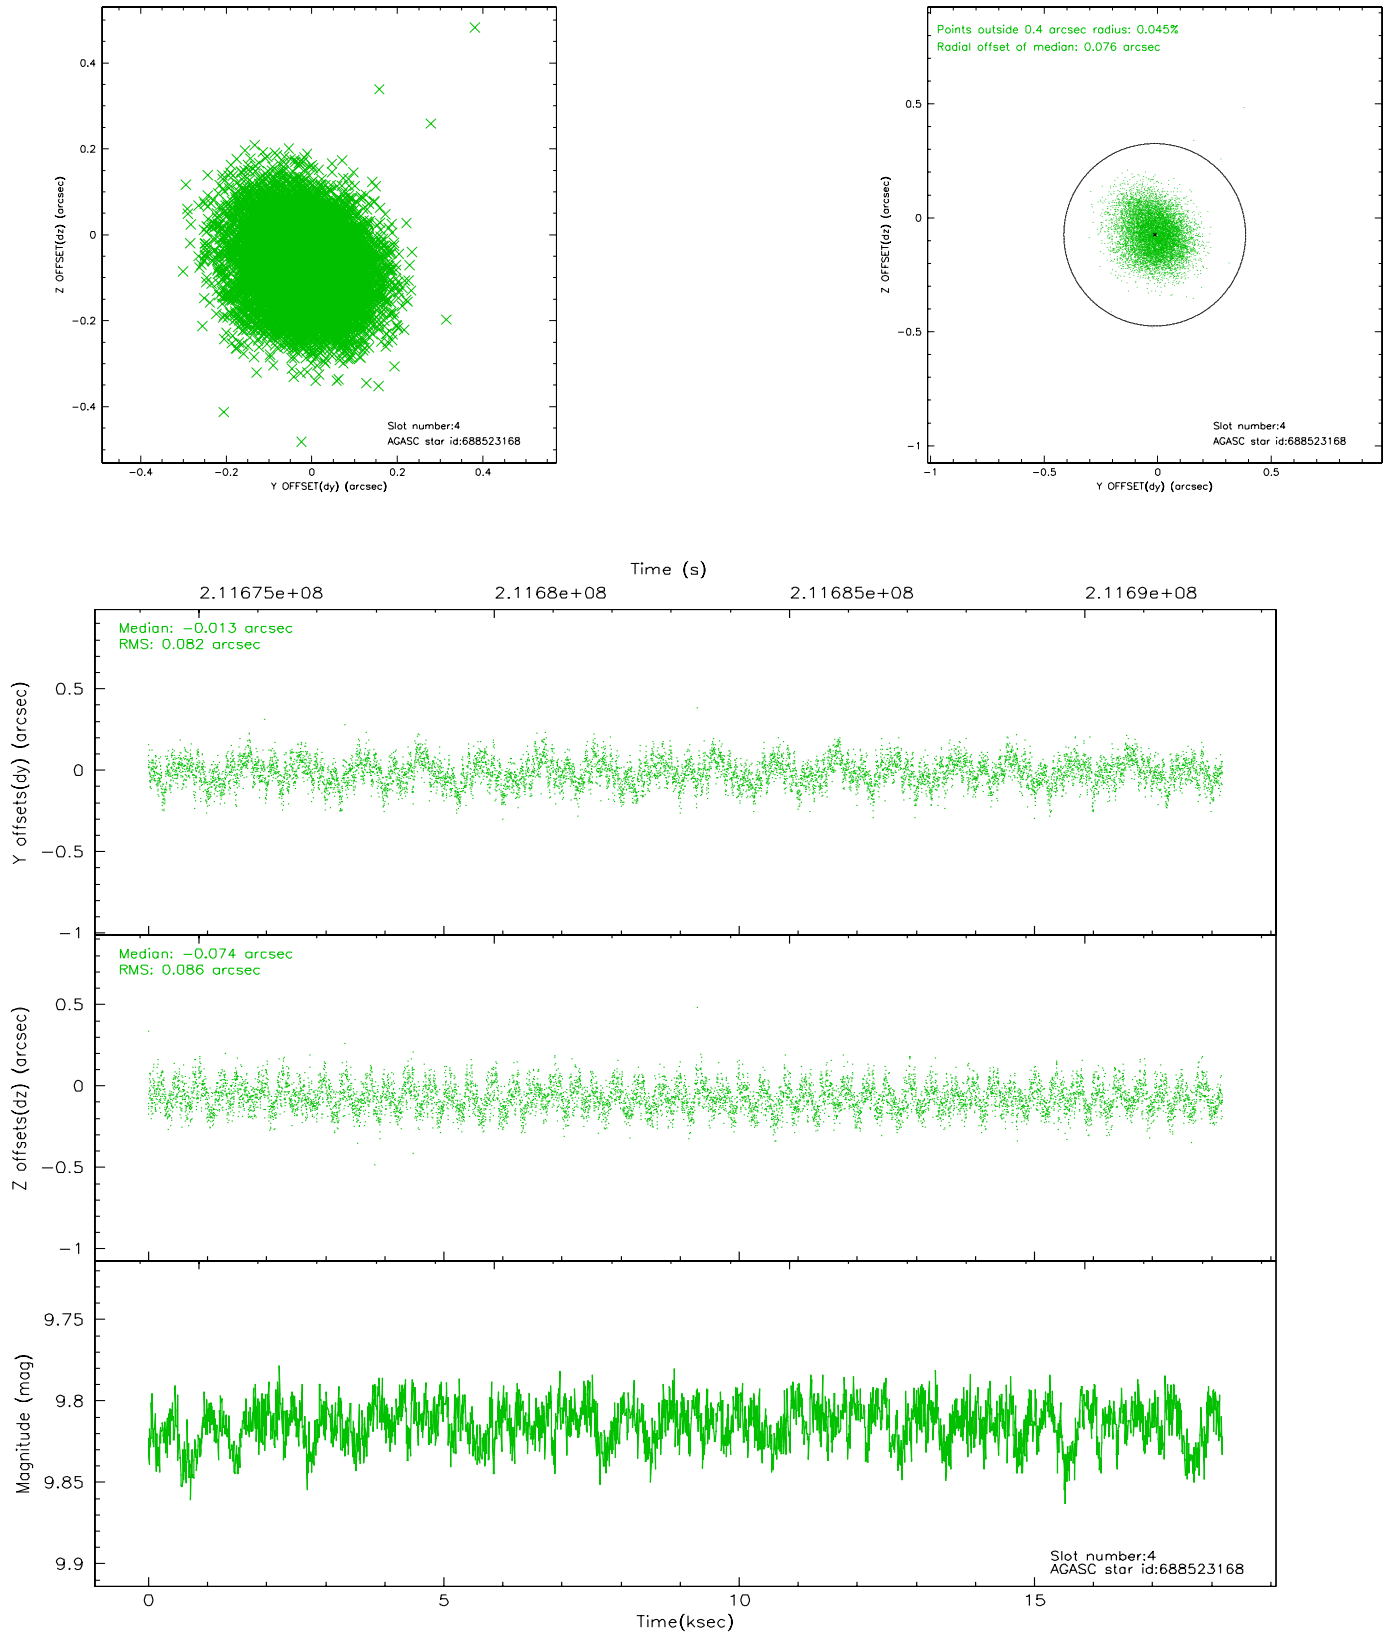 0.4
0.2
0
−0.2
−0.4
Z OFFSET(dz) (arcsec)
Slot number:4
AGASC star id:688523168
−0.4
−0.2
0
0.2
0.4
Y OFFSET(dy) (arcsec)
Points outside 0.4 arcsec radius: 0.045%
Radial offset of median: 0.076 arcsec
0.5
0
−0.5
−1
Z OFFSET(dz) (arcsec)
Slot number:4
AGASC star id:688523168
−1
−0.5
0
0.5
Y OFFSET(dy) (arcsec)
Time (s)
2.11675e+08
2.1168e+08
2.11685e+08
2.1169e+08
Median: −0.013 arcsec
RMS: 0.082 arcsec
0.5
0
−0.5
−1
Y offsets(dy) (arcsec)
Median: −0.074 arcsec
RMS: 0.086 arcsec
0.5
0
−0.5
−1
Z offsets(dz) (arcsec)
9.75
9.8
9.85
9.9
Magnitude (mag)
Slot number:4
AGASC star id:688523168
0
5
10
15
Time(ksec)